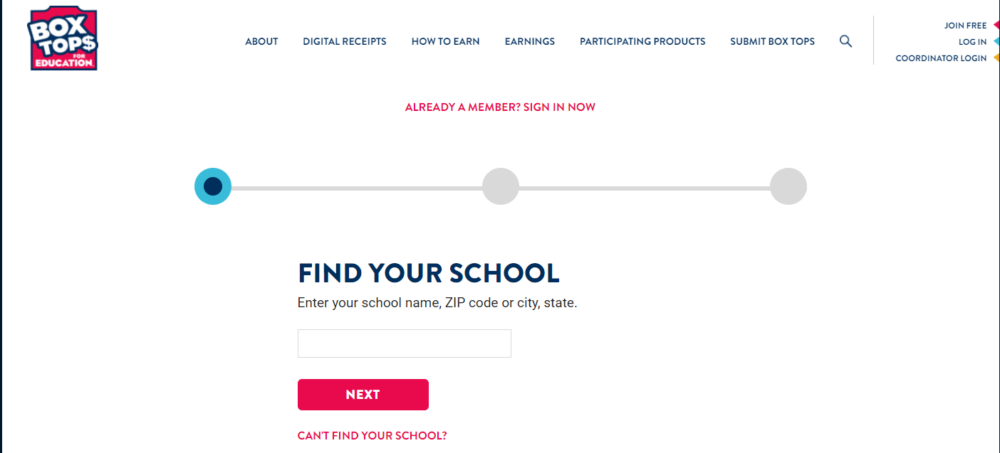 BOX
TOPS
FOR
EDUCATION
ABOUT
DIGITAL RECEIPTS
HOW TO EARN
EARNINGS
PARTICIPATING PRODUCTS
SUBMIT BOX TOPS
JOIN FREE
LOG IN
COORDINATOR LOGIN
ALREADY A MEMBER? SIGN IN NOW
FIND YOUR SCHOOL
Enter your school name, ZIP code or city, state.
NEXT
CAN'T FIND YOUR SCHOOL?